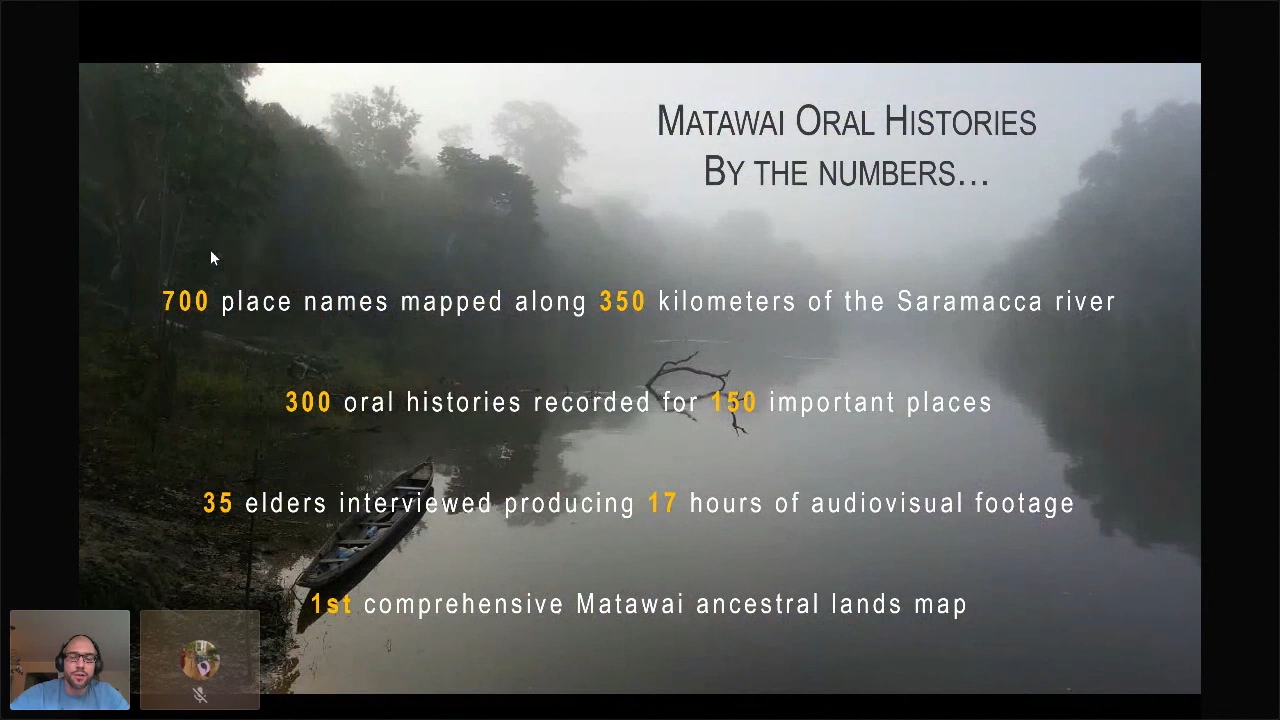 Matawai Oral Histories
By the numbers…
700 place names mapped along 350 kilometers of the Saramacca river
300 oral histories recorded for 150 important places
35 elders interviewed producing 17 hours of audiovisual footage
1st comprehensive Matawai ancestral lands map